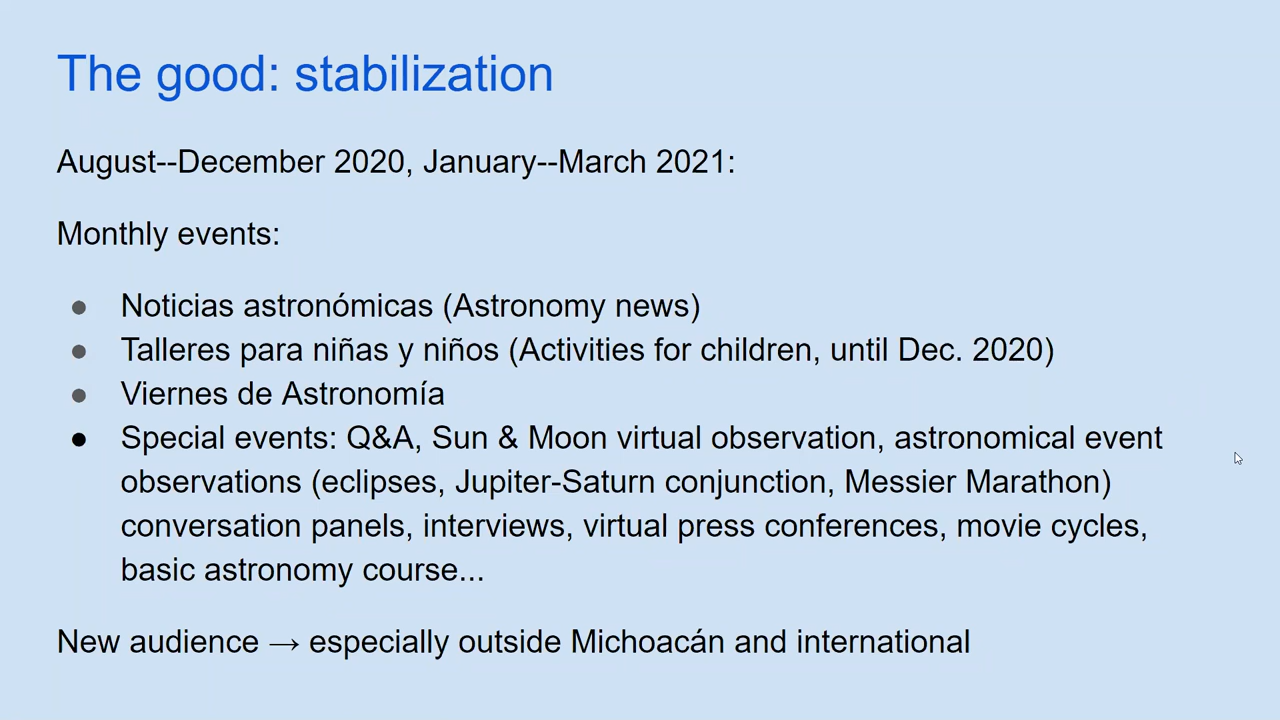 The good: stabilization
August--December 2020, January--March 2021:
Monthly events:
● Noticias astronómicas (Astronomy news)
● Talleres para niñas y niños (Activities for children, until Dec. 2020)
● Viernes de Astronomía
● Special events: Q&A, Sun & Moon virtual observation, astronomical event
observations (eclipses, Jupiter-Saturn conjunction, Messier Marathon)
conversation panels, interviews, virtual press conferences, movie cycles,
basic astronomy course...
New audience → especially outside Michoacán and international